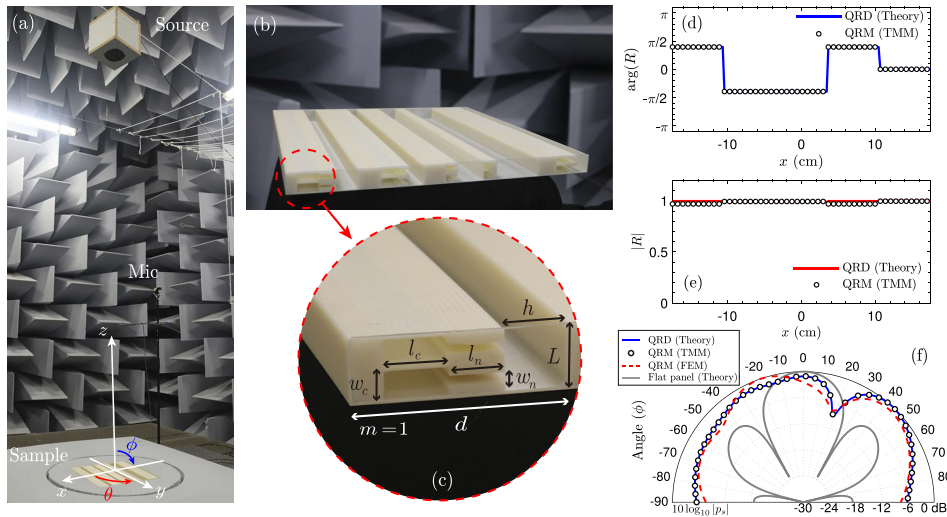 (a)
Source
Mic
z
Sample
ϕ
x
θ
y
(b)
l_c
l_n
h
L
w_c
w_n
m=1
d
(c)
(d)
QRD (Theory)
QRM (TMM)
arg(R)
π
π/2
0
-π/2
-π
-10 0 10
x (cm)
|R|
1
0.5
0
QRD (Theory)
QRM (TMM)
(e)
-10 0 10
x (cm)
QRD (Theory)
QRM (TMM)
QRM (FEM)
Flat panel (Theory)
(f)
Angle (ϕ)
-90 -80 -70 -60 -50 -40 -30 -20 -10 0 10 20 30 40 50 60 70 80 90
10 log₁₀ |p_s|
-30 -24 -18 -12 -6 0 dB